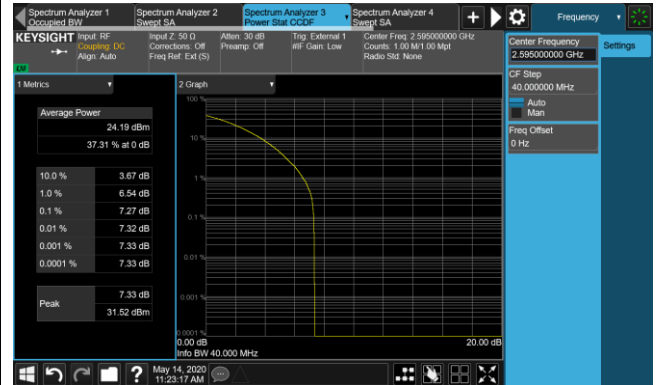 Spectrum Analyzer 1
Occupied BW
Spectrum Analyzer 2
Swept SA
Spectrum Analyzer 3
Power Stat CCDF
Spectrum Analyzer 4
Swept SA
Frequency
KEYSIGHT
Input: RF
Coupling: DC
Align: Auto
Input Z: 50 Ω
Corrections: Off
Freq Ref: Ext (S)
Atten: 30 dB
Preamp: Off
Trig: External 1
#IF Gain: Low
Center Freq: 2.595000000 GHz
Counts: 1.00 M/1.00 Mpt
Radio Std: None
LXI
Center Frequency
2.595000000 GHz
Settings
CF Step
40.000000 MHz
Auto
Man
Freq Offset
0 Hz
1 Metrics
Average Power
24.19 dBm
37.31 % at 0 dB
10.0 % 3.67 dB
1.0 % 6.54 dB
0.1 % 7.27 dB
0.01 % 7.32 dB
0.001 % 7.33 dB
0.0001 % 7.33 dB
Peak
7.33 dB
31.52 dBm
2 Graph
100 %
10 %
1 %
0.1 %
0.01 %
0.001 %
0.0001 %
0.00 dB
20.00 dB
Info BW 40.000 MHz
?
May 14, 2020
11:23:17 AM